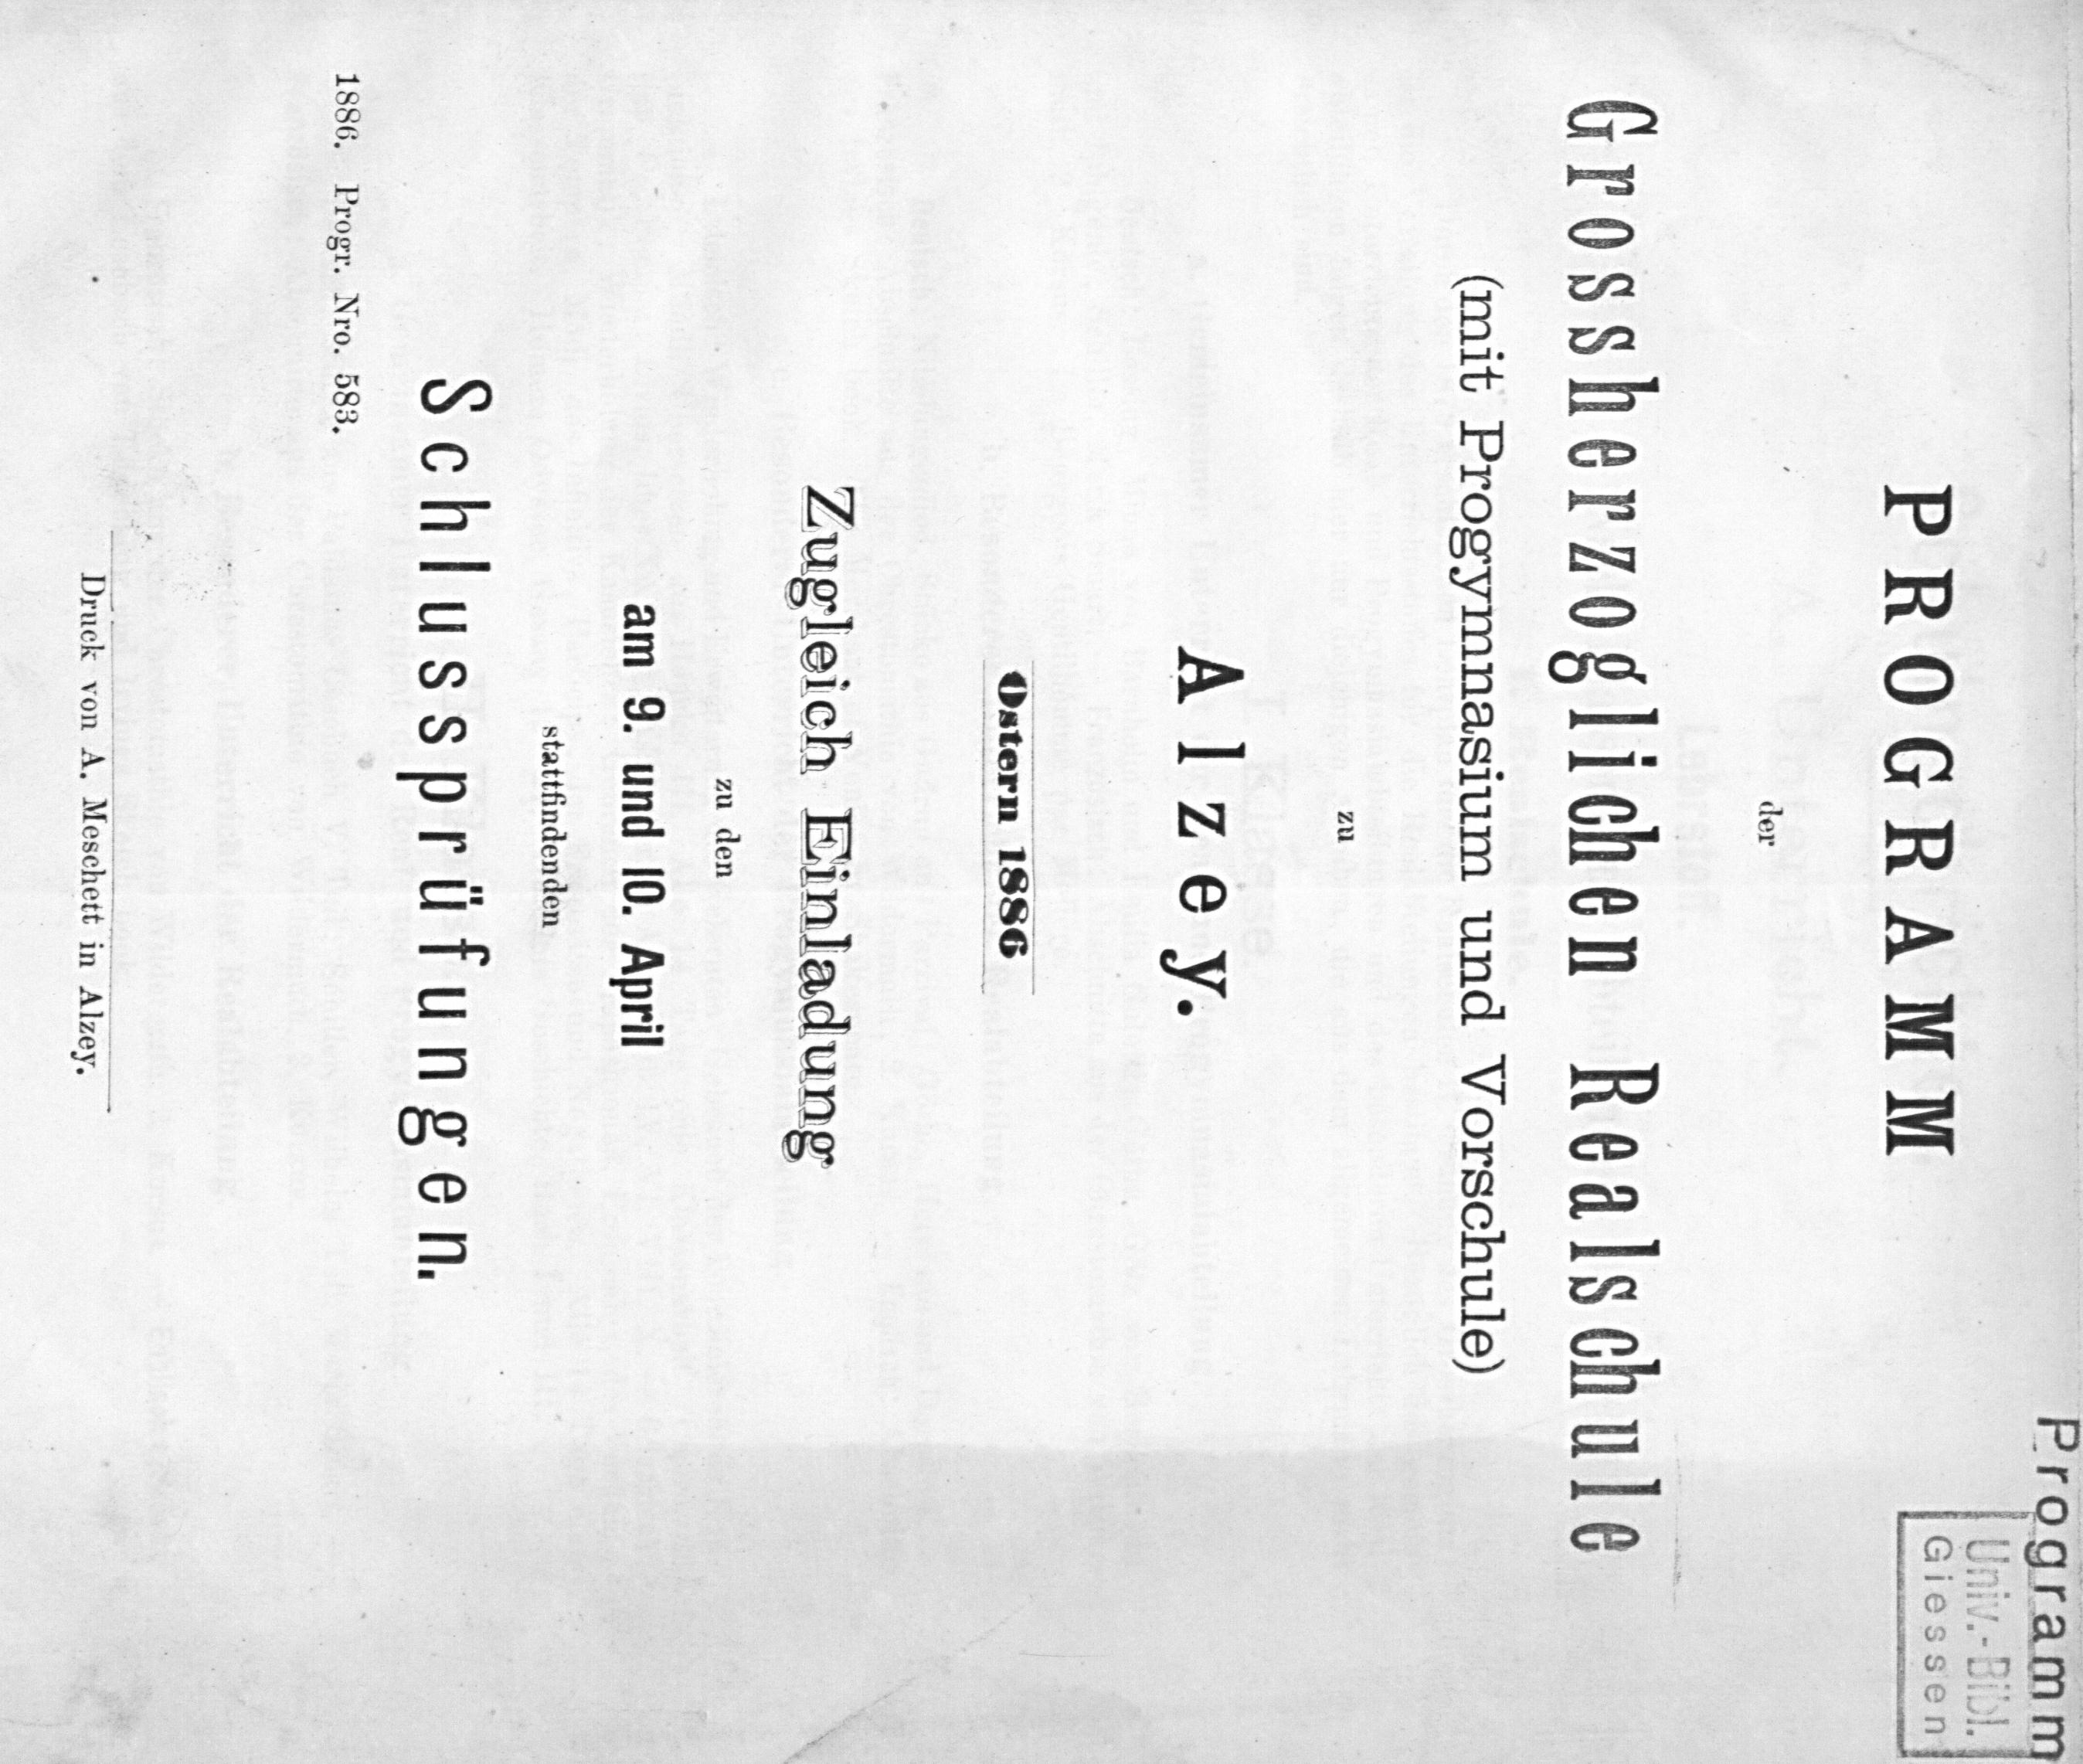 Programm
Univ.-Bibl.
Giessen
PROGRAMM
der
Grossherzoglichen Realschule
(mit Progymnasium und Vorschule)
zu
Alzey.
Ostern 1886
Zugleich Einladung
zu den
am 9. und 10. April
stattfindenden
Schlussprüfungen.
1886. Progr. Nro. 583.
Druck von A. Meschett in Alzey.